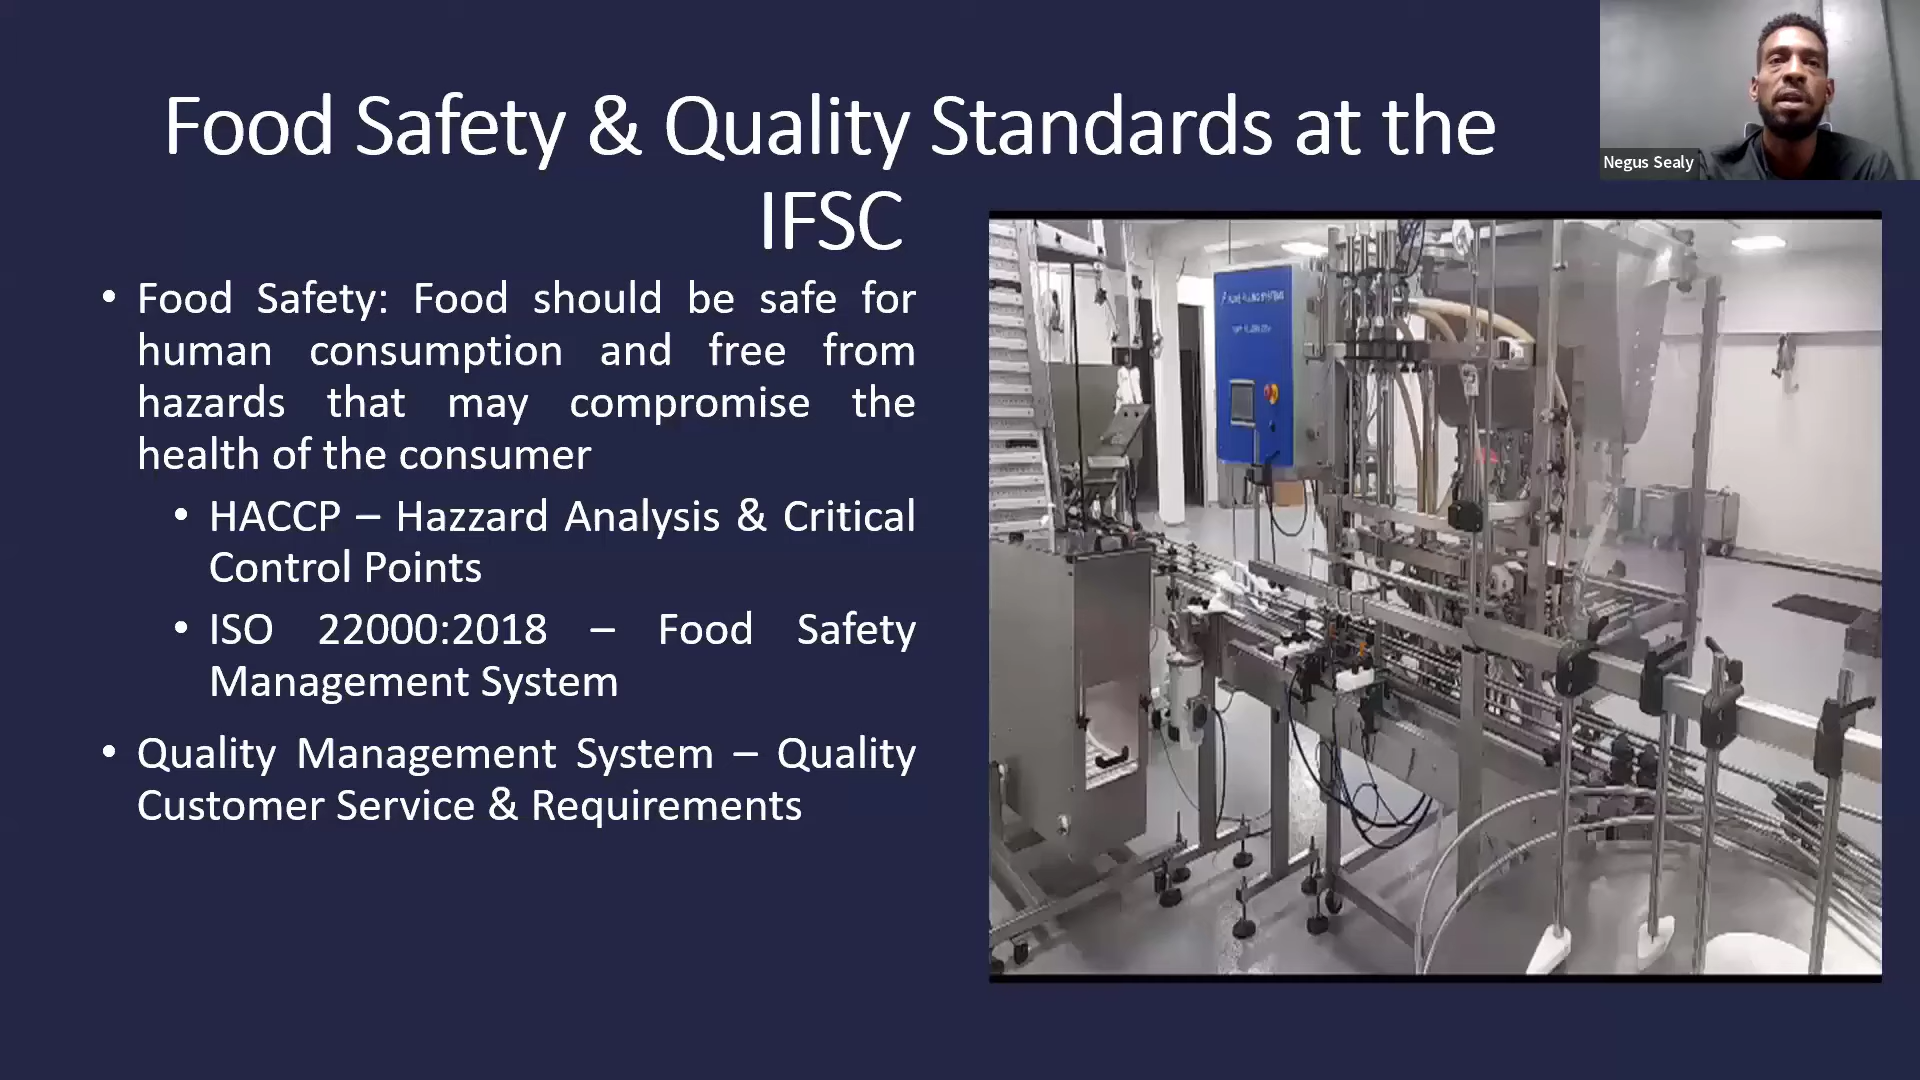 Food Safety & Quality Standards at the
IFSC
Negus Sealy
• Food Safety: Food should be safe for
human consumption and free from
hazards that may compromise the
health of the consumer
• HACCP – Hazzard Analysis & Critical
Control Points
• ISO 22000:2018 – Food Safety
Management System
• Quality Management System – Quality
Customer Service & Requirements